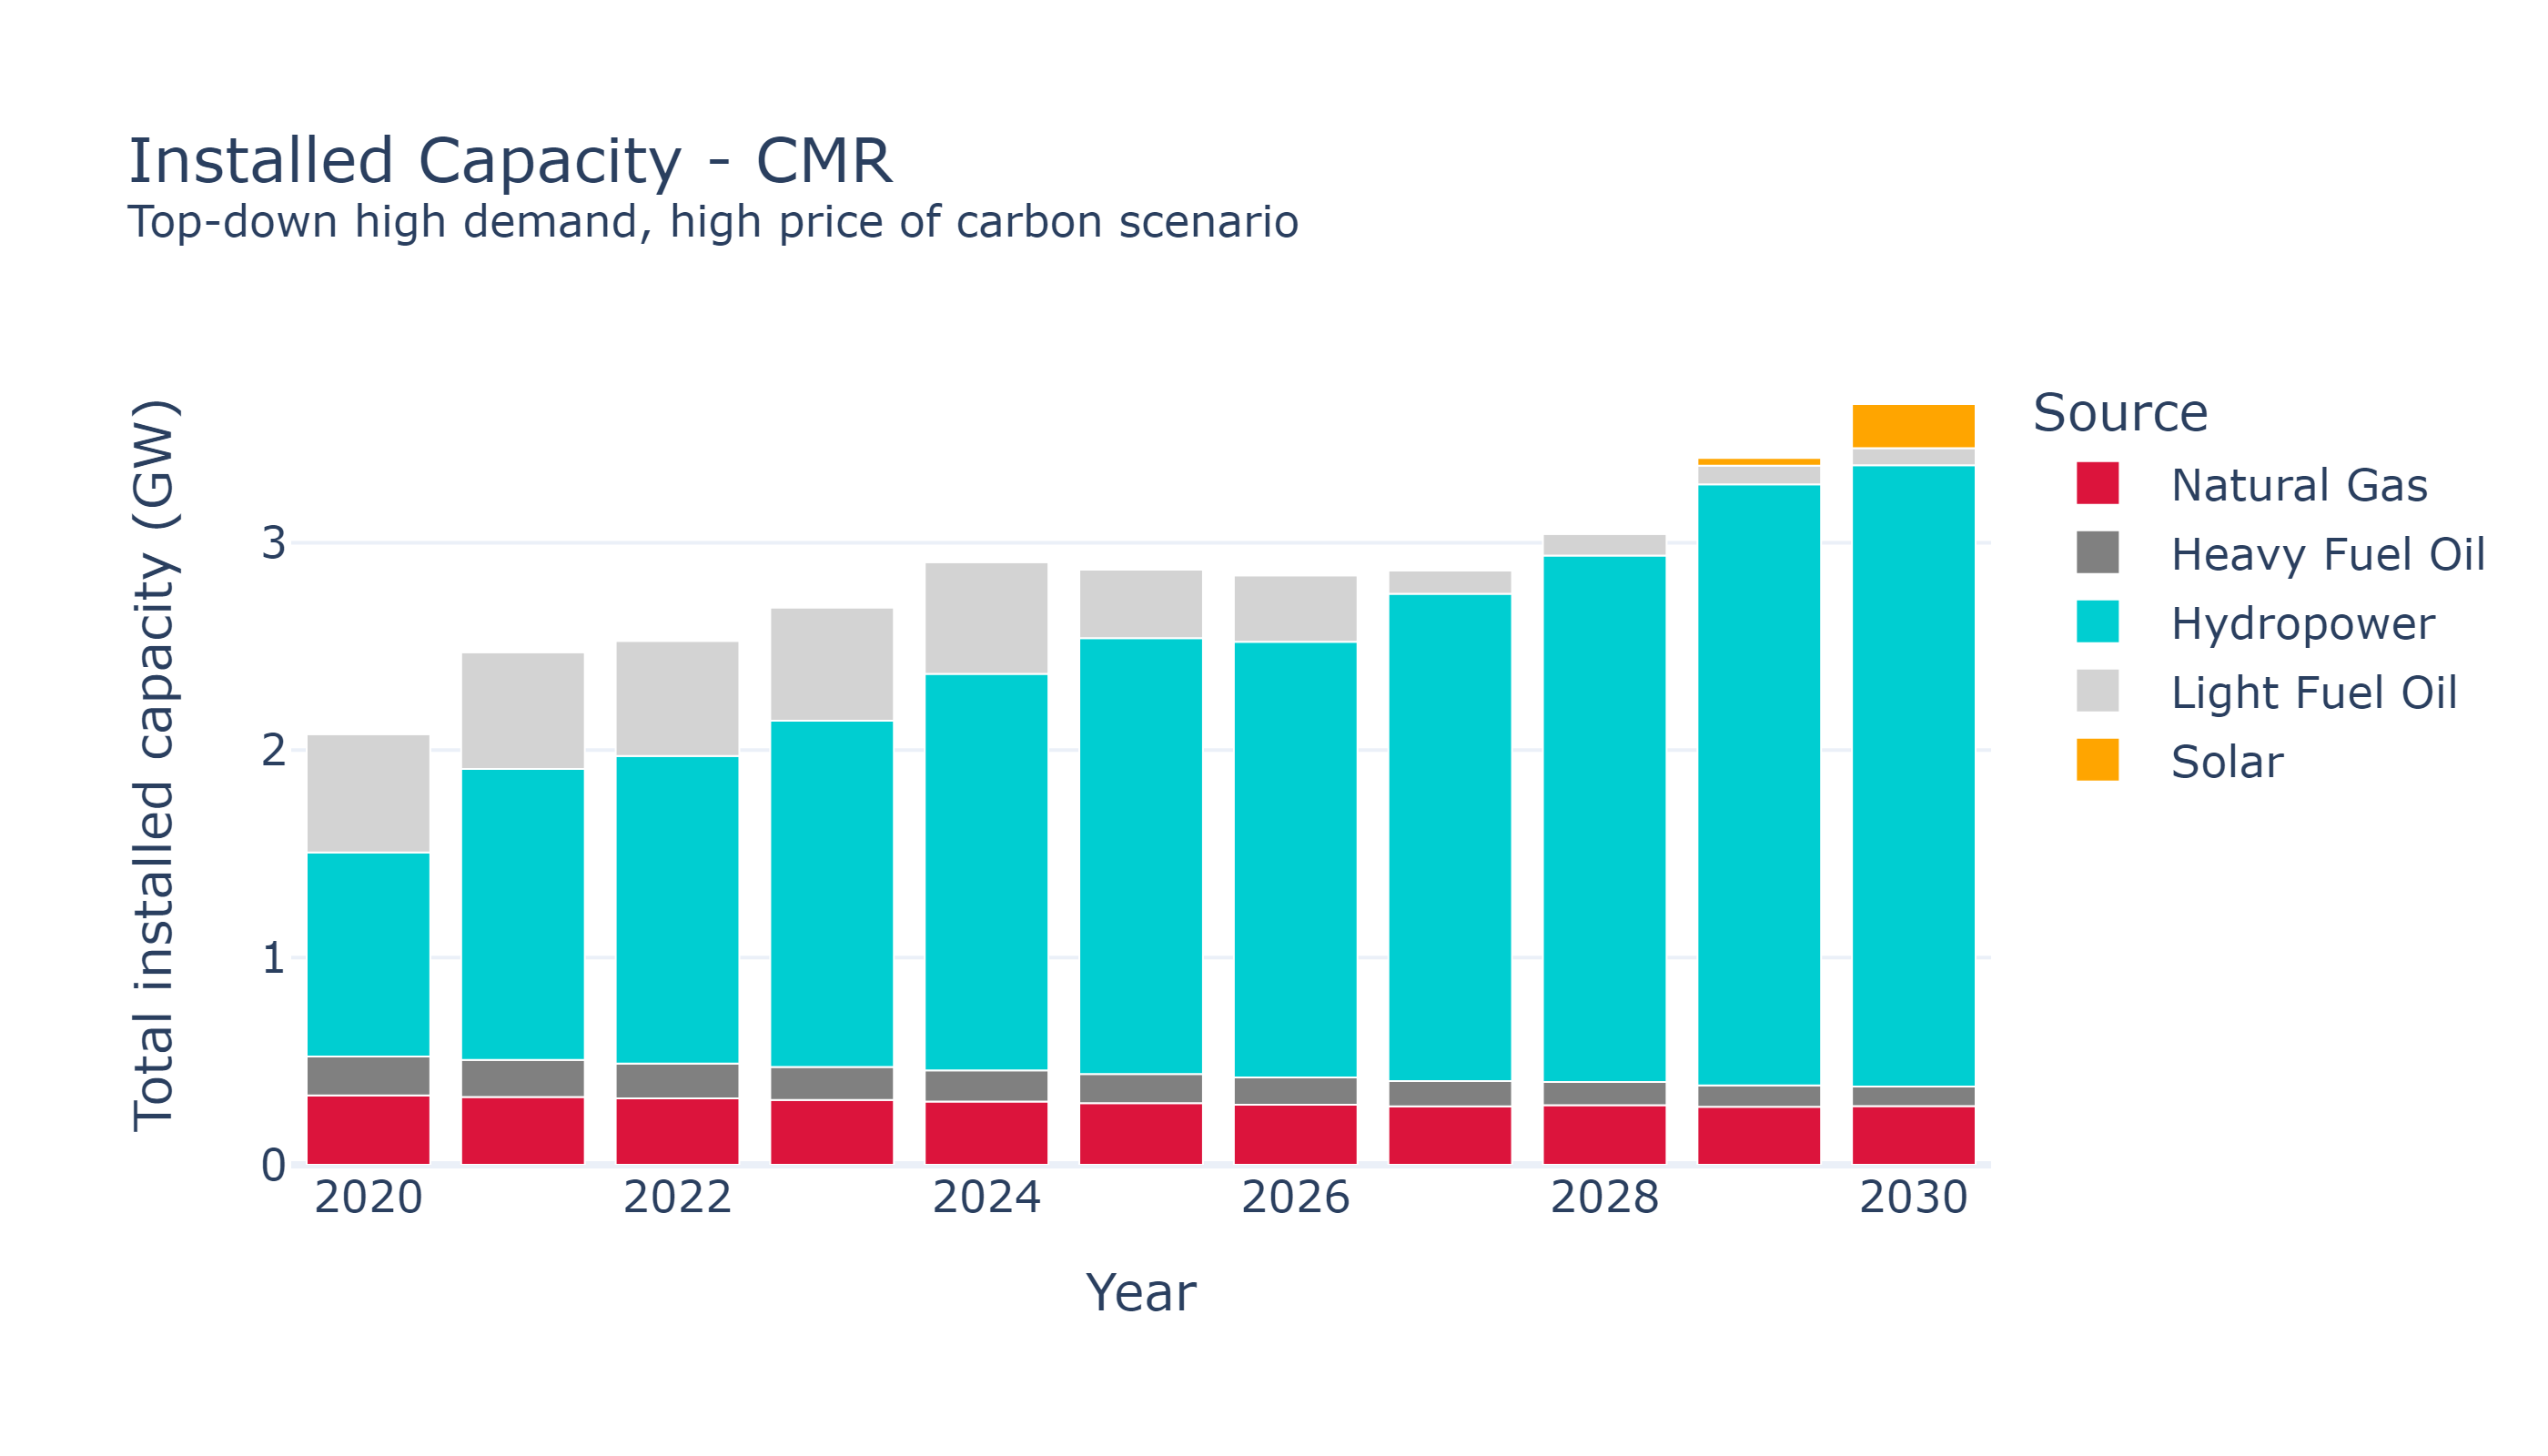 Installed Capacity - CMR
Top-down high demand, high price of carbon scenario
Total installed capacity (GW)
3
2
1
0
2020
2022
2024
2026
2028
2030
Year
Source
Natural Gas
Heavy Fuel Oil
Hydropower
Light Fuel Oil
Solar